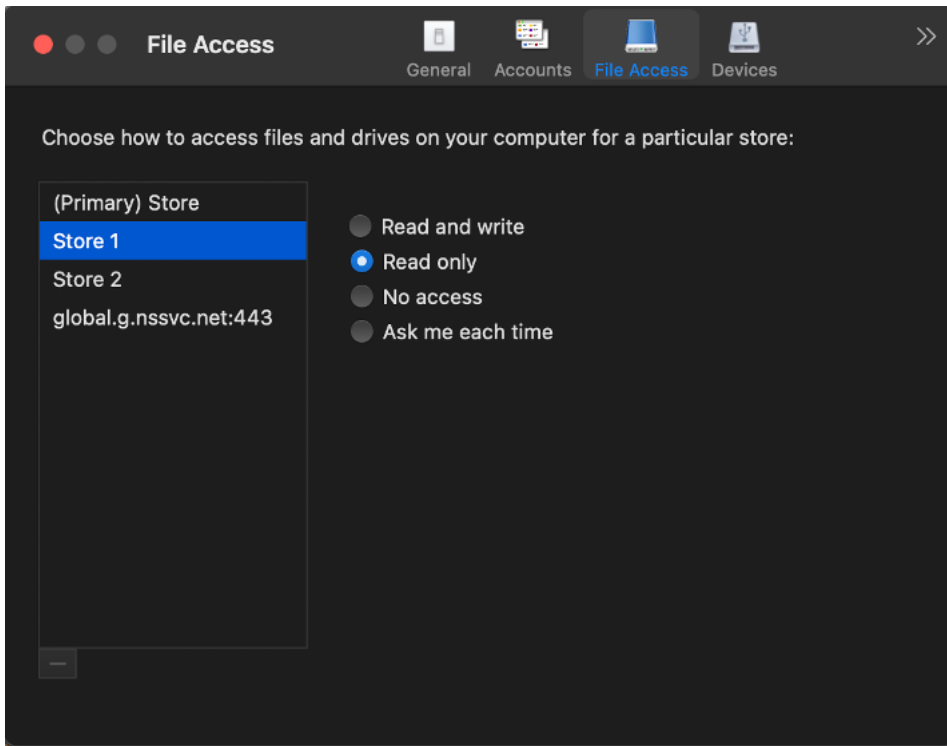 File Access
General
Accounts
File Access
Devices
Choose how to access files and drives on your computer for a particular store:
(Primary) Store
Store 1
Store 2
global.g.nssvc.net:443
Read and write
Read only
No access
Ask me each time